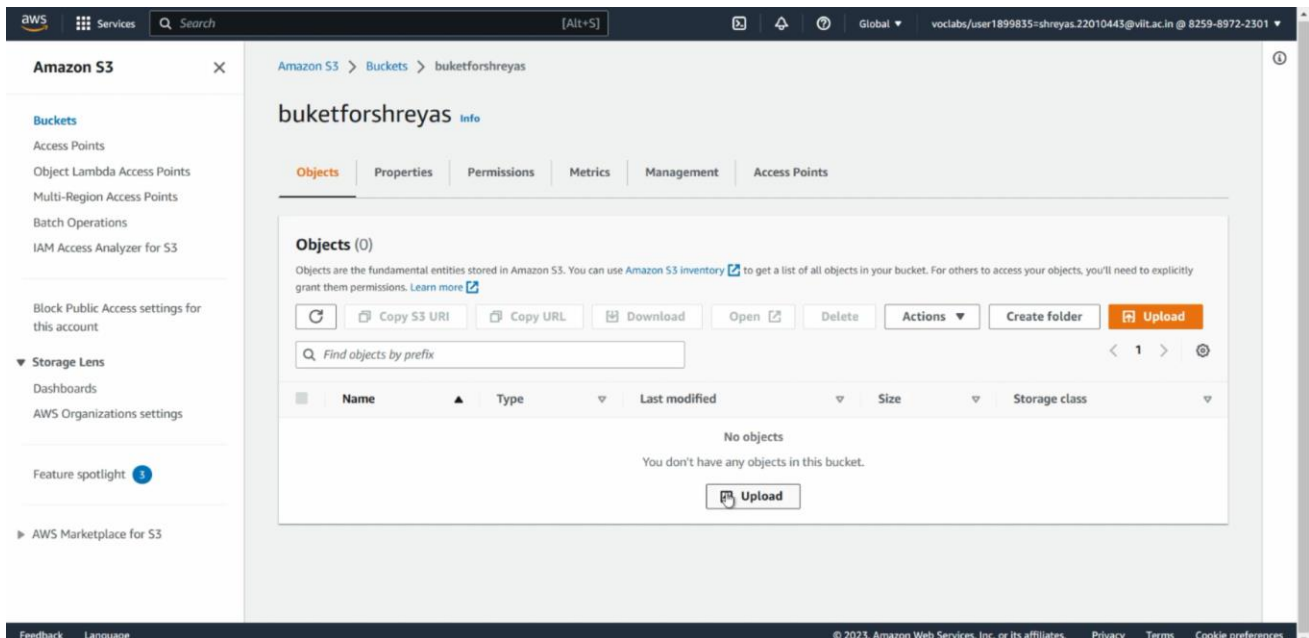 aws Services Search [Alt+S] Global voclabs/user1899835=shreyas.22010443@viit.ac.in @ 8259-8972-2301
Amazon S3
Buckets
Access Points
Object Lambda Access Points
Multi-Region Access Points
Batch Operations
IAM Access Analyzer for S3
Block Public Access settings for
this account
Storage Lens
Dashboards
AWS Organizations settings
Feature spotlight 3
AWS Marketplace for S3
Amazon S3 > Buckets > buketforshreyas
buketforshreyas Info
Objects Properties Permissions Metrics Management Access Points
Objects (0)
Objects are the fundamental entities stored in Amazon S3. You can use Amazon S3 inventory to get a list of all objects in your bucket. For others to access your objects, you'll need to explicitly
grant them permissions. Learn more
Copy S3 URI Copy URL Download Open Delete Actions Create folder Upload
Find objects by prefix 1
Name Type Last modified Size Storage class
No objects
You don't have any objects in this bucket.
Upload
Feedback Language © 2023, Amazon Web Services, Inc. or its affiliates. Privacy Terms Cookie preferences